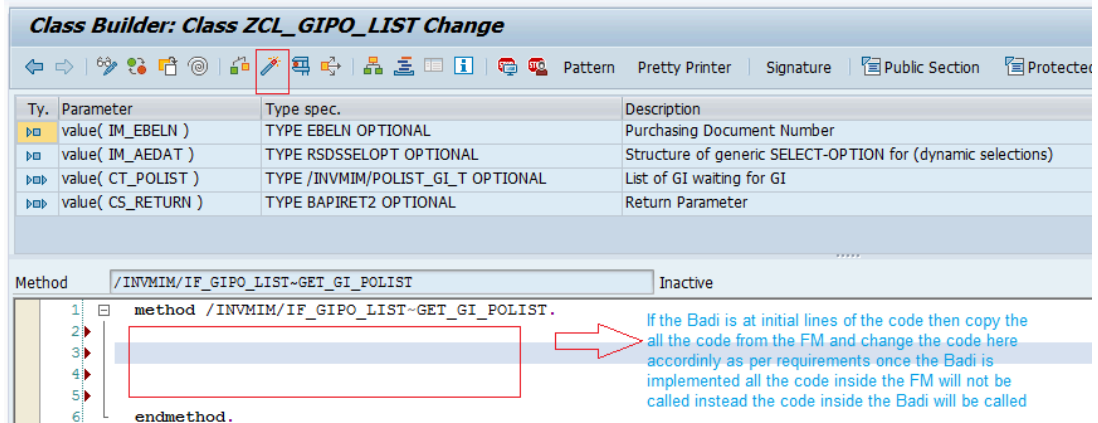 Class Builder: Class ZCL_GIPO_LIST Change
Pattern Pretty Printer Signature Public Section Protected
Ty. Parameter Type spec. Description
value( IM_EBELN ) TYPE EBELN OPTIONAL Purchasing Document Number
value( IM_AEDAT ) TYPE RSDSSELOPT OPTIONAL Structure of generic SELECT-OPTION for (dynamic selections)
value( CT_POLIST ) TYPE /INVMIM/POLIST_GI_T OPTIONAL List of GI waiting for GI
value( CS_RETURN ) TYPE BAPIRET2 OPTIONAL Return Parameter
Method /INVMIM/IF_GIPO_LIST~GET_GI_POLIST Inactive
1 method /INVMIM/IF_GIPO_LIST~GET_GI_POLIST.
2
3
4
5
6 endmethod.
If the Badi is at initial lines of the code then copy the
all the code from the FM and change the code here
accordinly as per requirements once the Badi is
implemented all the code inside the FM will not be
called instead the code inside the Badi will be called